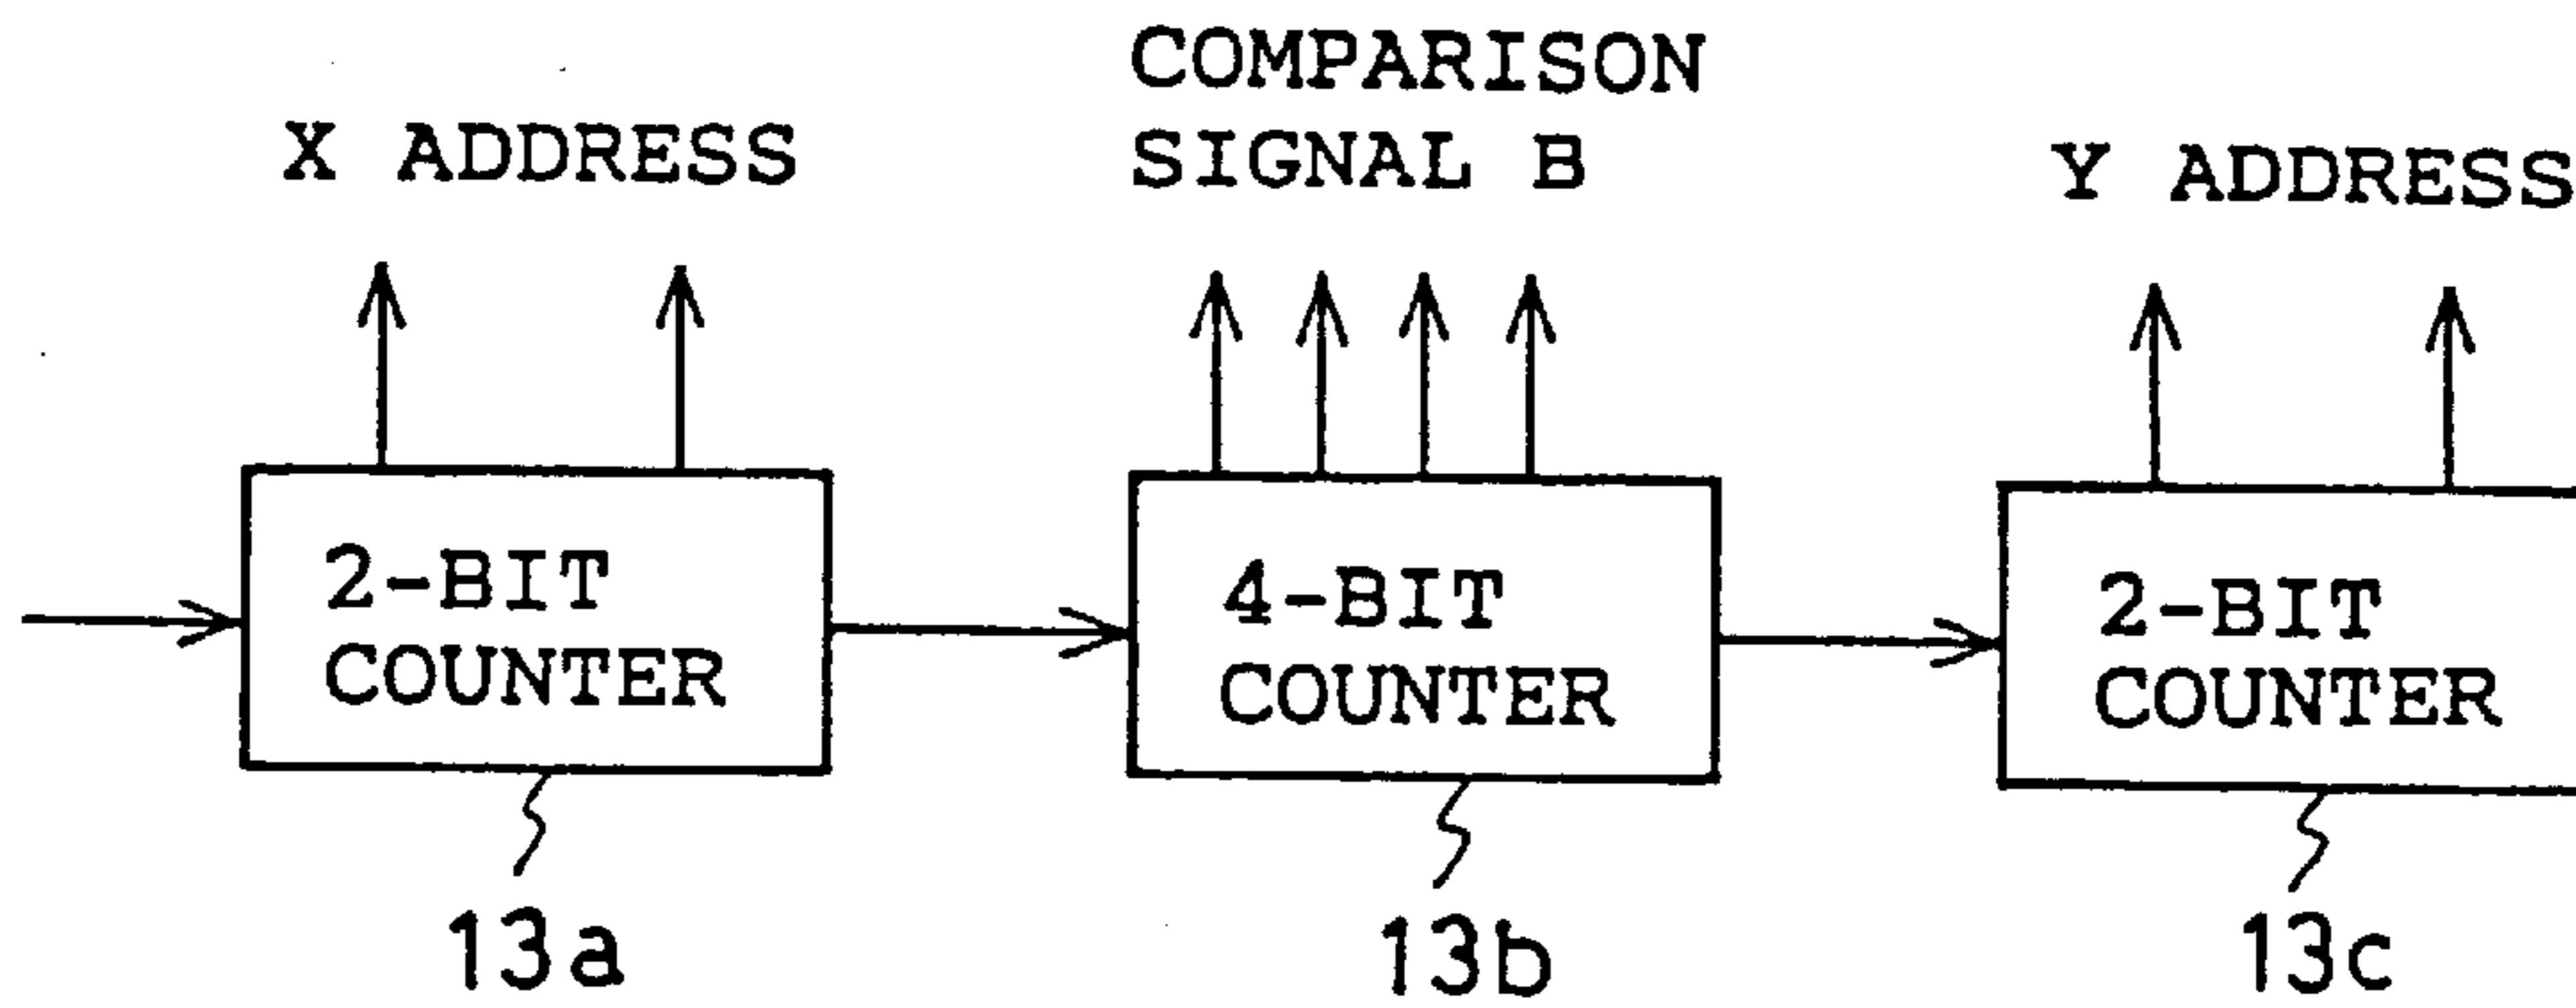 X ADDRESS
COMPARISON
SIGNAL B
Y ADDRESS
2-BIT
COUNTER
4-BIT
COUNTER
2-BIT
COUNTER
13a
13b
13c